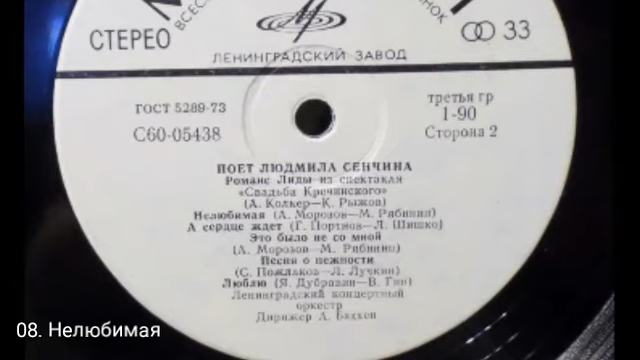 СТЕРЕО
33
ЛЕНИНГРАДСКИЙ ЗАВОД
ГОСТ 5289-73
третья гр
С60-05438
1-90
Сторона 2
ПОЕТ ЛЮДМИЛА СЕНЧИНА
Романс Лиды из спектакля
«Свадьба Кречинского»
(А. Колкер—К. Рыжов)
Нелюбимая (А. Морозов—М. Рябинин)
А сердце ждет (Г. Портнов—Л. Шишко)
Это было не со мной
(А. Морозов—М. Рябинин)
Песня о нежности
(С. Пожлаков—Л. Лучкин)
Люблю (Я. Дубравин—В. Гин)
Ленинградский концертный
оркестр
Дирижер А. Бадхен
08. Нелюбимая